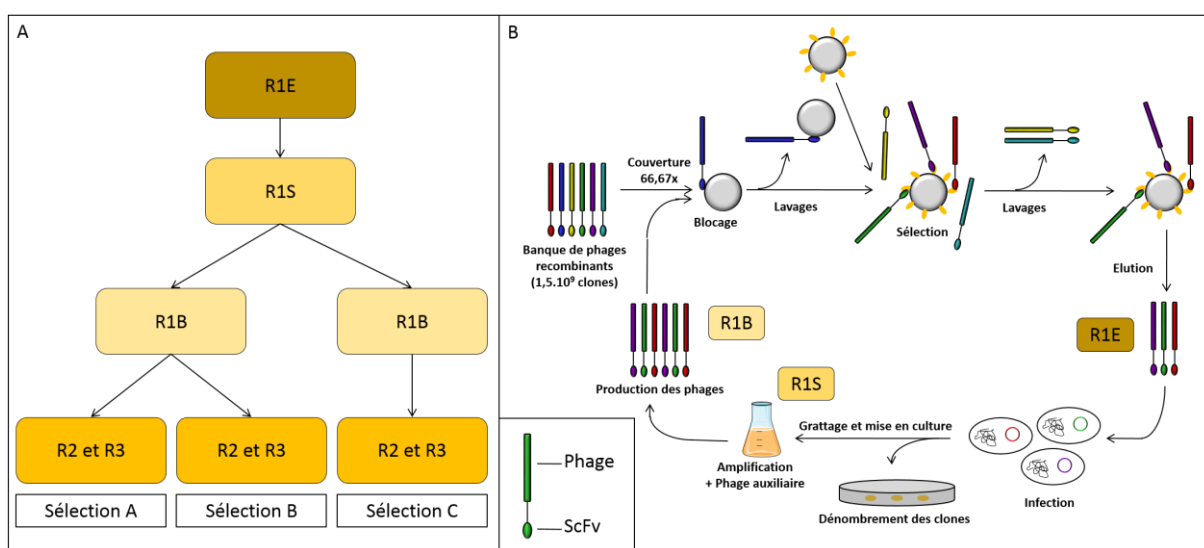 A
R1E
R1S
R1B
R1B
R2 et R3
R2 et R3
R2 et R3
Sélection A
Sélection B
Sélection C
B
Banque de phages
recombinants
(1,5.10⁹ clones)
Couverture
66,67x
Blocage
Lavages
Sélection
Lavages
Elution
R1E
Infection
Grattage et mise en culture
Dénombrement des clones
R1S
Amplification
+ Phage auxiliaire
R1B
Production des phages
Phage
ScFv